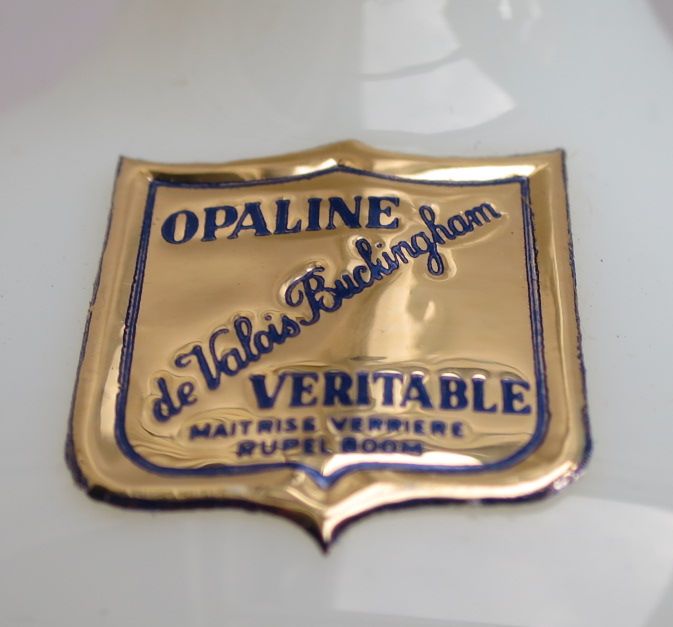 OPALINE
de Valois Buckingham
VERITABLE
MAITRISE VERRIERE
RUPEL BOOM